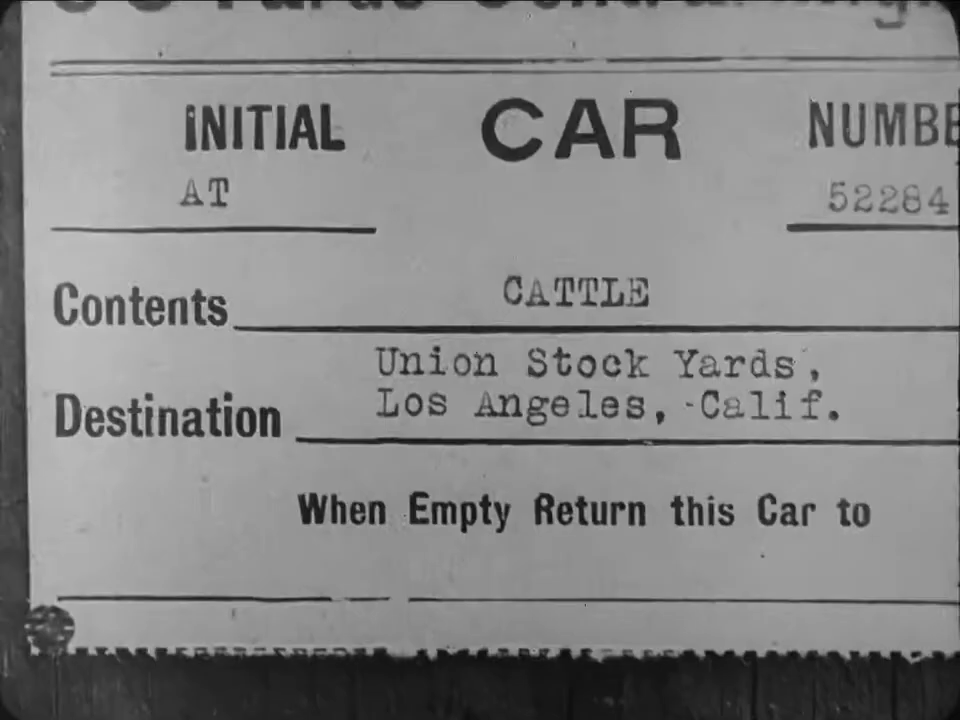 INITIAL CAR NUMBE
AT 52284
Contents CATTLE
Union Stock Yards,
Destination Los Angeles, Calif.
When Empty Return this Car to